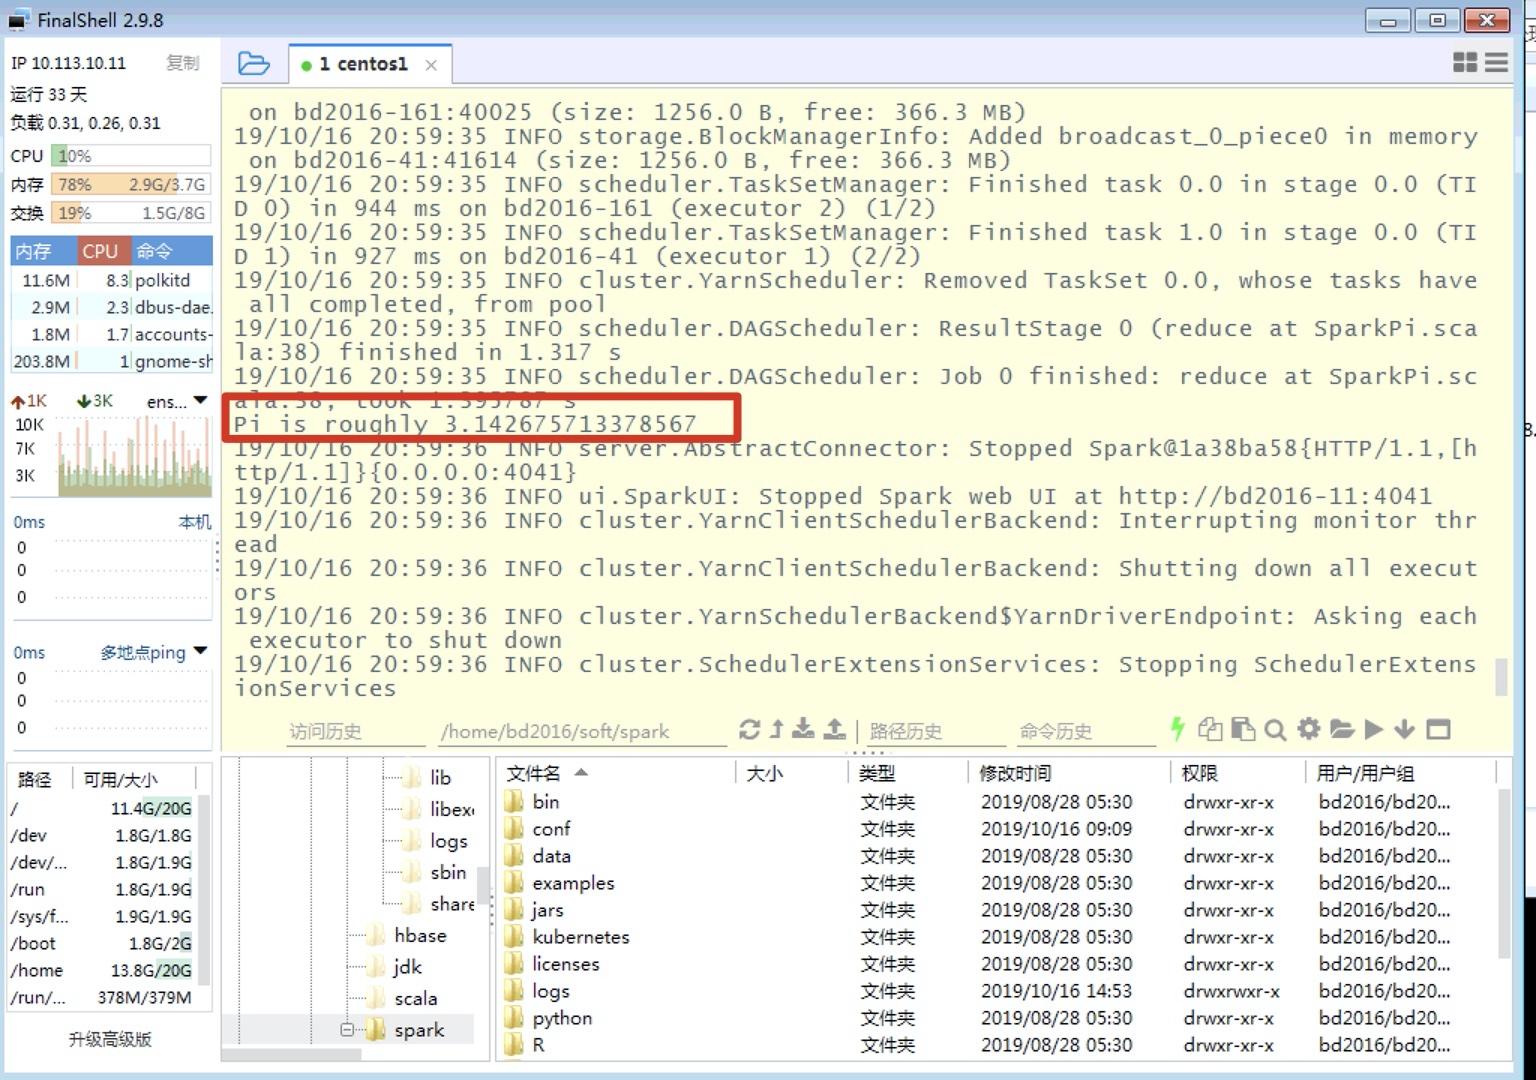 FinalShell 2.9.8
IP 10.113.10.11 复制
运行 33 天
负载 0.31, 0.26, 0.31
CPU 10%
内存 78% 2.9G/3.7G
交换 19% 1.5G/8G
内存 CPU 命令
11.6M 8.3 polkitd
2.9M 2.3 dbus-dae.
1.8M 1.7 accounts-
203.8M 1 gnome-sh
1K 3K ens...
10K
7K
3K
0ms 本机
0
0
0
0ms 多地点ping
0
0
0
路径 可用/大小
/ 11.4G/20G
/dev 1.8G/1.8G
/dev/... 1.8G/1.9G
/run 1.8G/1.9G
/sys/f... 1.9G/1.9G
/boot 1.8G/2G
/home 13.8G/20G
/run/... 378M/379M
升级高级版
1 centos1
on bd2016-161:40025 (size: 1256.0 B, free: 366.3 MB)
19/10/16 20:59:35 INFO storage.BlockManagerInfo: Added broadcast_0_piece0 in memory
on bd2016-41:41614 (size: 1256.0 B, free: 366.3 MB)
19/10/16 20:59:35 INFO scheduler.TaskSetManager: Finished task 0.0 in stage 0.0 (TI
D 0) in 944 ms on bd2016-161 (executor 2) (1/2)
19/10/16 20:59:35 INFO scheduler.TaskSetManager: Finished task 1.0 in stage 0.0 (TI
D 1) in 927 ms on bd2016-41 (executor 1) (2/2)
19/10/16 20:59:35 INFO cluster.YarnScheduler: Removed TaskSet 0.0, whose tasks have
all completed, from pool
19/10/16 20:59:35 INFO scheduler.DAGScheduler: ResultStage 0 (reduce at SparkPi.sca
la:38) finished in 1.317 s
19/10/16 20:59:35 INFO scheduler.DAGScheduler: Job 0 finished: reduce at SparkPi.sc
ala:38, took 1.395787 s
Pi is roughly 3.142675713378567
19/10/16 20:59:36 INFO server.AbstractConnector: Stopped Spark@1a38ba58{HTTP/1.1,[h
ttp/1.1]}{0.0.0.0:4041}
19/10/16 20:59:36 INFO ui.SparkUI: Stopped Spark web UI at http://bd2016-11:4041
19/10/16 20:59:36 INFO cluster.YarnClientSchedulerBackend: Interrupting monitor thr
ead
19/10/16 20:59:36 INFO cluster.YarnClientSchedulerBackend: Shutting down all execut
ors
19/10/16 20:59:36 INFO cluster.YarnSchedulerBackend$YarnDriverEndpoint: Asking each
executor to shut down
19/10/16 20:59:36 INFO cluster.SchedulerExtensionServices: Stopping SchedulerExtens
ionServices
访问历史 /home/bd2016/soft/spark 路径历史 命令历史
lib
libexe
logs
sbin
share
hbase
jdk
scala
spark
文件名 大小 类型 修改时间 权限 用户/用户组
bin 文件夹 2019/08/28 05:30 drwxr-xr-x bd2016/bd20...
conf 文件夹 2019/10/16 09:09 drwxr-xr-x bd2016/bd20...
data 文件夹 2019/08/28 05:30 drwxr-xr-x bd2016/bd20...
examples 文件夹 2019/08/28 05:30 drwxr-xr-x bd2016/bd20...
jars 文件夹 2019/08/28 05:30 drwxr-xr-x bd2016/bd20...
kubernetes 文件夹 2019/08/28 05:30 drwxr-xr-x bd2016/bd20...
licenses 文件夹 2019/08/28 05:30 drwxr-xr-x bd2016/bd20...
logs 文件夹 2019/10/16 14:53 drwxrwxr-x bd2016/bd20...
python 文件夹 2019/08/28 05:30 drwxr-xr-x bd2016/bd20...
R 文件夹 2019/08/28 05:30 drwxr-xr-x bd2016/bd20...